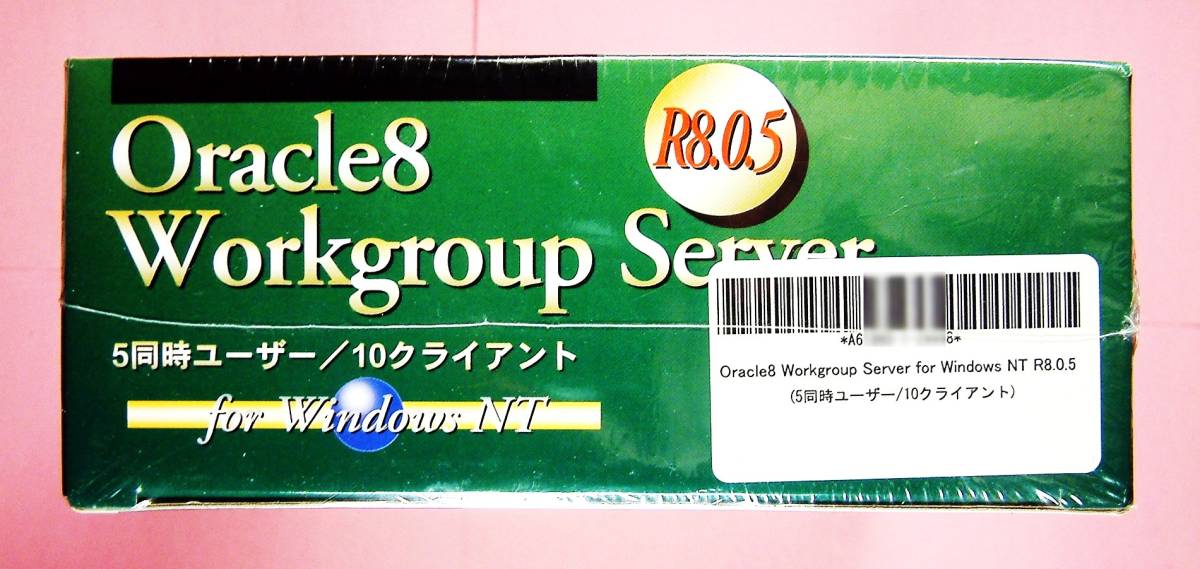 Oracle8
R8.0.5
Workgroup Server
5同時ユーザー／10クライアント
for Windows NT
Oracle8 Workgroup Server for Windows NT R8.0.5
(5同時ユーザー/10クライアント)